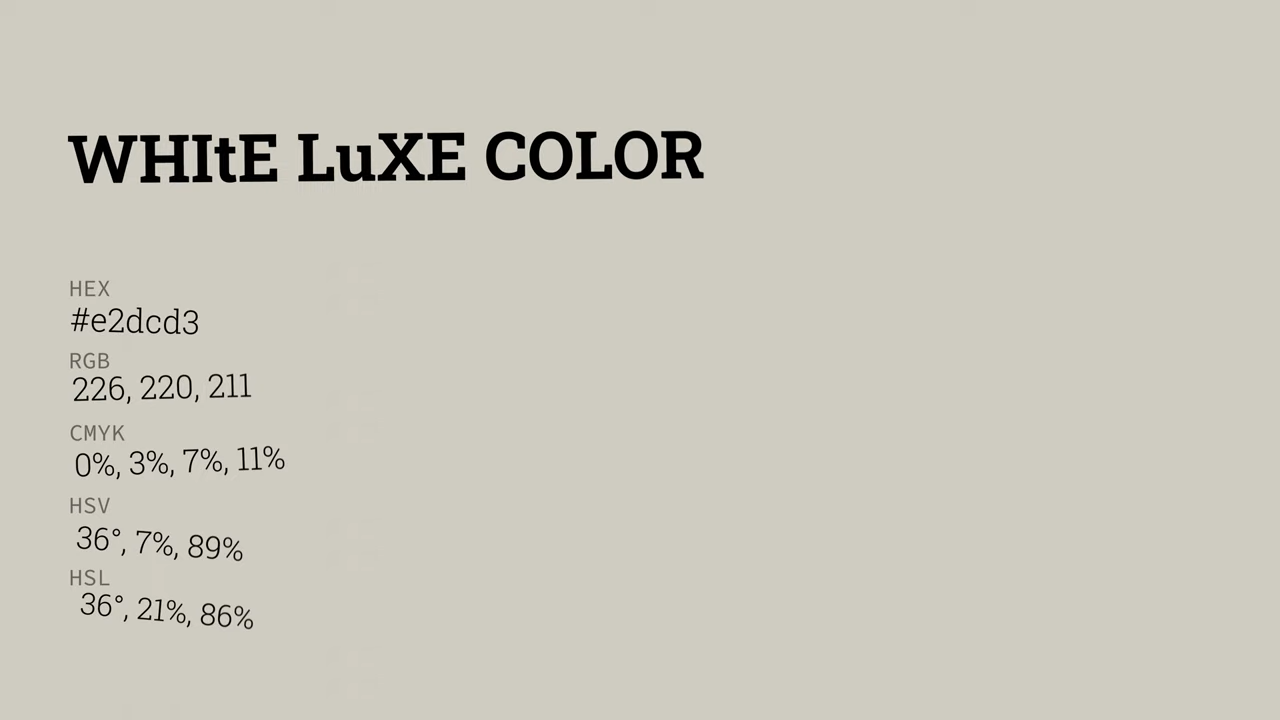 WHItE LuXE COLOR
HEX
#e2dcd3
RGB
226, 220, 211
CMYK
0%, 3%, 7%, 11%
HSV
36°, 7%, 89%
HSL
36°, 21%, 86%